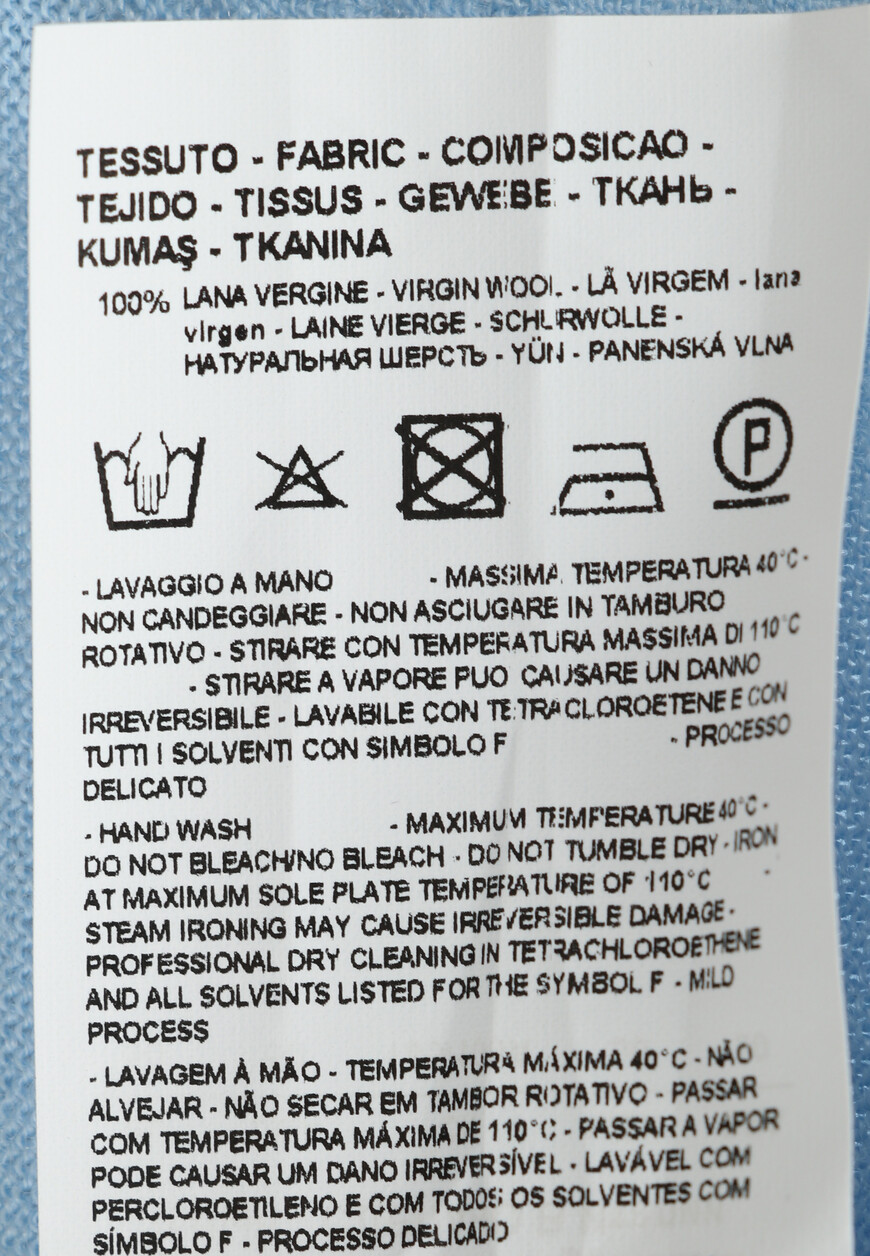 TESSUTO - FABRIC - COMPOSICAO -
TEJIDO - TISSUS - GEWEBE - ТКАНЬ -
KUMAŞ - TKANINA
100% LANA VERGINE - VIRGIN WOOL - LÃ VIRGEM - lana
virgen - LAINE VIERGE - SCHURWOLLE -
НАТУРАЛЬНАЯ ШЕРСТЬ - YÜN - PANENSKÁ VLNA
P
- LAVAGGIO A MANO - MASSIMA TEMPERATURA 40°C -
NON CANDEGGIARE - NON ASCIUGARE IN TAMBURO
ROTATIVO - STIRARE CON TEMPERATURA MASSIMA DI 110°C
- STIRARE A VAPORE PUO CAUSARE UN DANNO
IRREVERSIBILE - LAVABILE CON TETRACLOROETENE E CON
TUTTI I SOLVENTI CON SIMBOLO F - PROCESSO
DELICATO
- HAND WASH - MAXIMUM TEMPERATURE 40°C -
DO NOT BLEACH/NO BLEACH - DO NOT TUMBLE DRY - IRON
AT MAXIMUM SOLE PLATE TEMPERATURE OF 110°C -
STEAM IRONING MAY CAUSE IRREVERSIBLE DAMAGE -
PROFESSIONAL DRY CLEANING IN TETRACHLOROETHENE
AND ALL SOLVENTS LISTED FOR THE SYMBOL F - MILD
PROCESS
- LAVAGEM À MÃO - TEMPERATURA MÁXIMA 40°C - NÃO
ALVEJAR - NÃO SECAR EM TAMBOR ROTATIVO - PASSAR
COM TEMPERATURA MÁXIMA DE 110°C - PASSAR A VAPOR
PODE CAUSAR UM DANO IRREVERSÍVEL - LAVÁVEL COM
PERCLOROETILENO E COM TODOS OS SOLVENTES COM
SÍMBOLO F - PROCESSO DELICADO